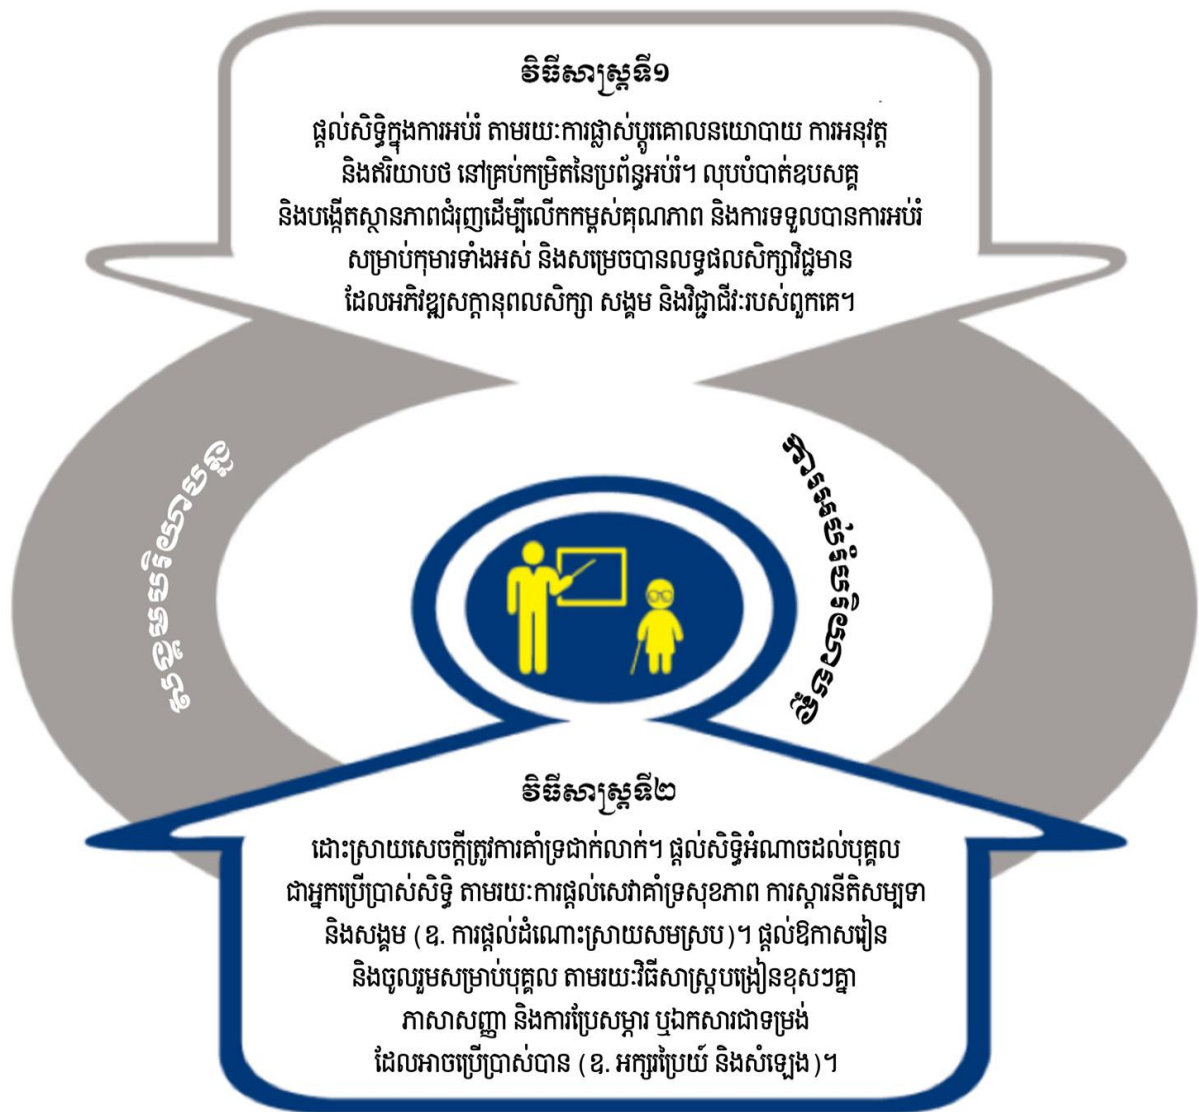 វិធីសាស្ត្រទី១
ផ្តល់សិទ្ធិក្នុងការអប់រំ តាមរយៈការផ្លាស់ប្តូរគោលនយោបាយ ការអនុវត្ត
និងឥរិយាបថ នៅគ្រប់កម្រិតនៃប្រព័ន្ធអប់រំ។ លុបបំបាត់ឧបសគ្គ
និងបង្កើតស្ថានភាពជំរុញដើម្បីលើកកម្ពស់គុណភាព និងការទទួលបានការអប់រំ
សម្រាប់កុមារទាំងអស់ និងសម្រេចបានលទ្ធផលសិក្សាវិជ្ជមាន
ដែលអភិវឌ្ឍសក្តានុពលសិក្សា សង្គម និងវិជ្ជាជីវៈរបស់ពួកគេ។
សង្គមបរិយាបន្ន
ការអប់រំបរិយាបន្ន
វិធីសាស្ត្រទី២
ដោះស្រាយសេចក្តីត្រូវការគាំទ្រជាក់លាក់។ ផ្តល់សិទ្ធិអំណាចដល់បុគ្គល
ជាអ្នកប្រើប្រាស់សិទ្ធិ តាមរយៈការផ្តល់សេវាគាំទ្រសុខភាព ការស្តារនីតិសម្បទា
និងសង្គម (ឧ. ការផ្តល់ដំណោះស្រាយសមស្រប)។ ផ្តល់ឱកាសរៀន
និងចូលរួមសម្រាប់បុគ្គល តាមរយៈវិធីសាស្ត្របង្រៀនខុសៗគ្នា
ភាសាសញ្ញា និងការប្រែសម្ភារ ឬឯកសារជាទម្រង់
ដែលអាចប្រើប្រាស់បាន (ឧ. អក្សរប្រៃយ៍ និងសំឡេង)។